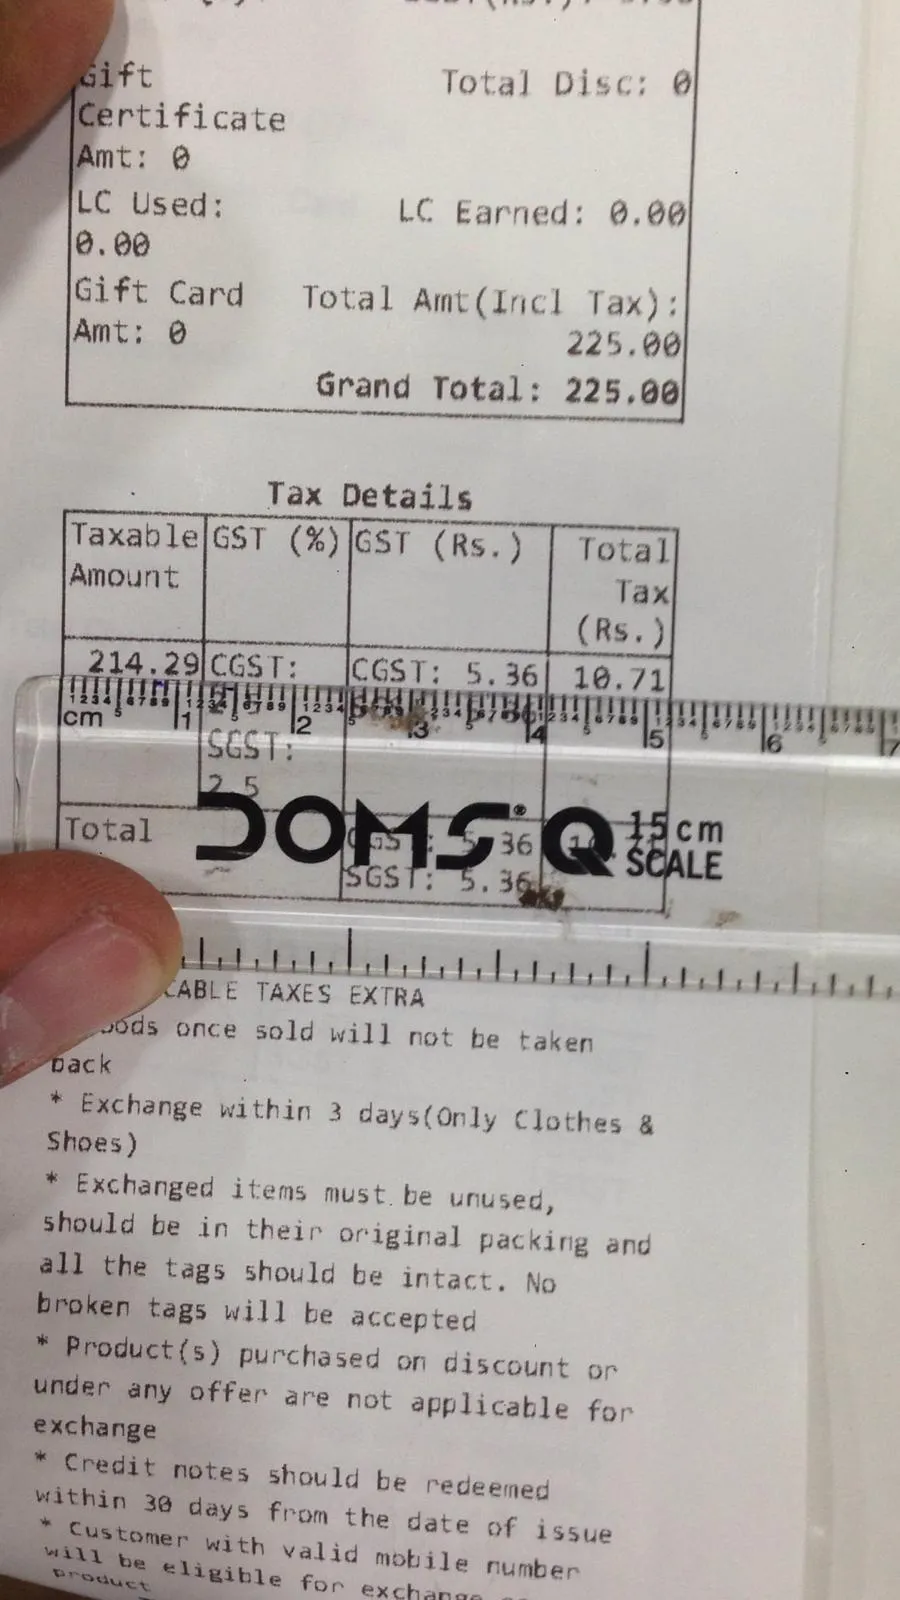 Gift Total Disc: 0
Certificate
Amt: 0
LC Used: LC Earned: 0.00
0.00
Gift Card Total Amt(Incl Tax):
Amt: 0 225.00
Grand Total: 225.00
Tax Details
Taxable GST (%) GST (Rs.) Total
Amount Tax
(Rs.)
214.29 CGST: CGST: 5.36 10.71
cm 1 2 3 4 5 6 7
SGST:
2.5
Total 5.36
SGST: 5.36
DOMS® Q 15 cm
SCALE
TAXES EXTRA
once sold will not be taken
back
* Exchange within 3 days(Only Clothes &
Shoes)
* Exchanged items must be unused,
should be in their original packing and
all the tags should be intact. No
broken tags will be accepted
* Product(s) purchased on discount or
under any offer are not applicable for
exchange
* Credit notes should be redeemed
within 30 days from the date of issue
* Customer with valid mobile number
will be eligible for exchange
product